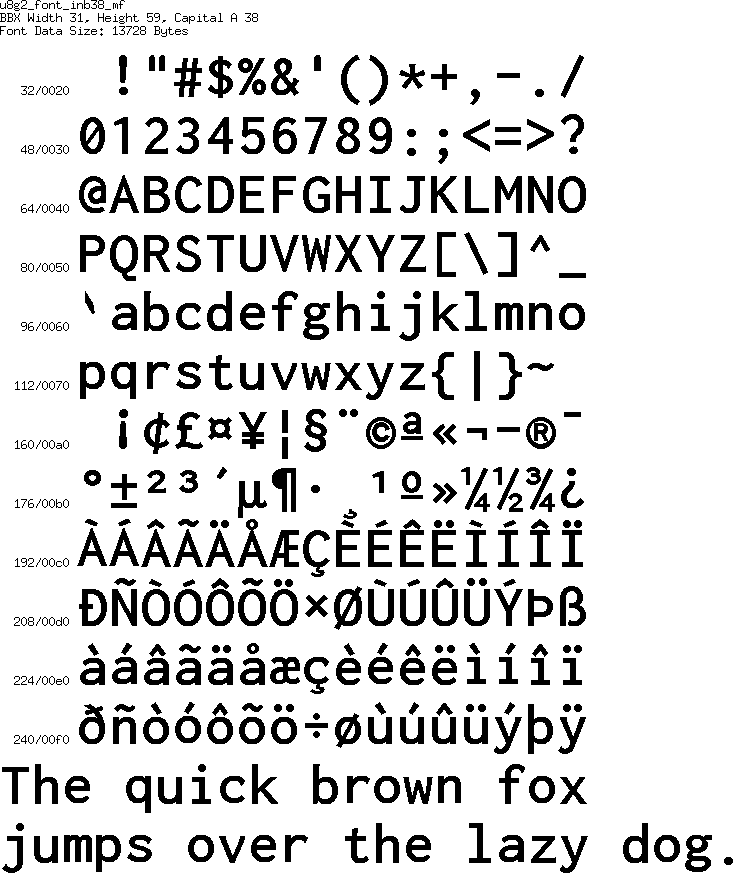 u8g2_font_inb38_mf
BBX Width 31, Height 59, Capital A 38
Font Data Size: 13728 Bytes
32/0020 !"#$%&'()*+,-./
48/0030 0123456789:;<=>?
64/0040 @ABCDEFGHIJKLMNO
80/0050 PQRSTUVWXYZ[\]^_
96/0060 `abcdefghijklmno
112/0070 pqrstuvwxyz{|}~
160/00a0 ¡¢£¤¥¦§¨©ª«¬-®¯
176/00b0 °±²³´µ¶· ¹º»¼½¾¿
192/00c0 ÀÁÂÃÄÅÆÇÈÉÊËÌÍÎÏ
208/00d0 ÐÑÒÓÔÕÖ×ØÙÚÛÜÝÞß
224/00e0 àáâãäåæçèéêëìíîï
240/00f0 ðñòóôõö÷øùúûüýþÿ
The quick brown fox
jumps over the lazy dog.